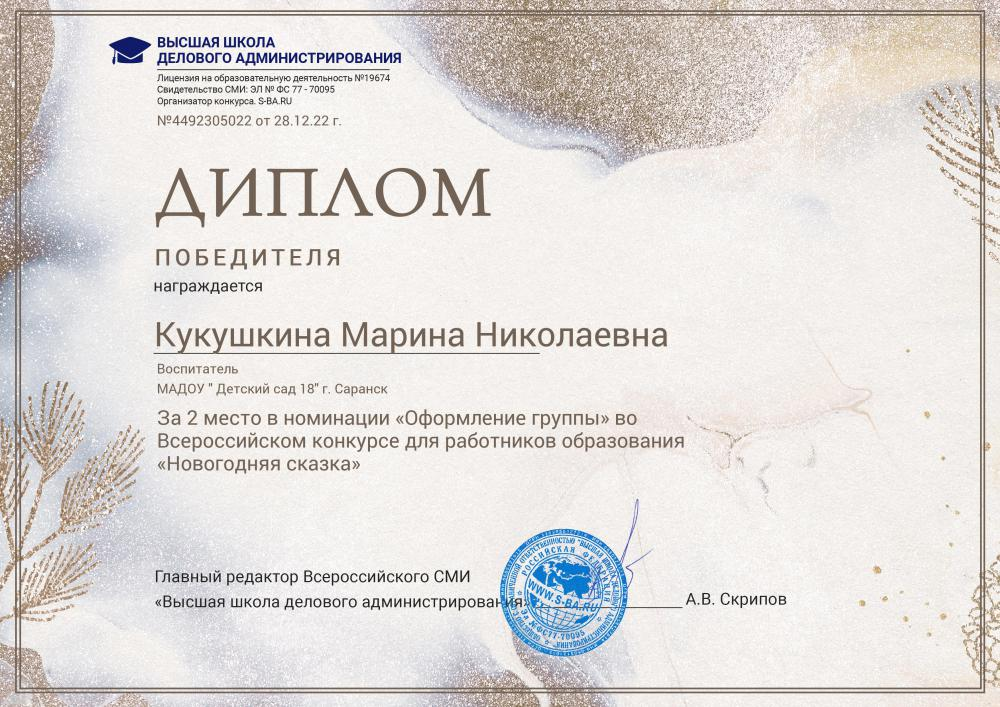 ВЫСШАЯ ШКОЛА
ДЕЛОВОГО АДМИНИСТРИРОВАНИЯ
Лицензия на образовательную деятельность №19674
Свидетельство СМИ: ЭЛ № ФС 77 - 70095
Организатор конкурса. S-BA.RU
№4492305022 от 28.12.22 г.
ДИПЛОМ
ПОБЕДИТЕЛЯ
награждается
Кукушкина Марина Николаевна
Воспитатель
МАДОУ " Детский сад 18" г. Саранск
За 2 место в номинации «Оформление группы» во
Всероссийском конкурсе для работников образования
«Новогодняя сказка»
Главный редактор Всероссийского СМИ
«Высшая школа делового администрирования»
А.В. Скрипов
РОССИЙСКАЯ ФЕДЕРАЦИЯ
WWW.S-BA.RU